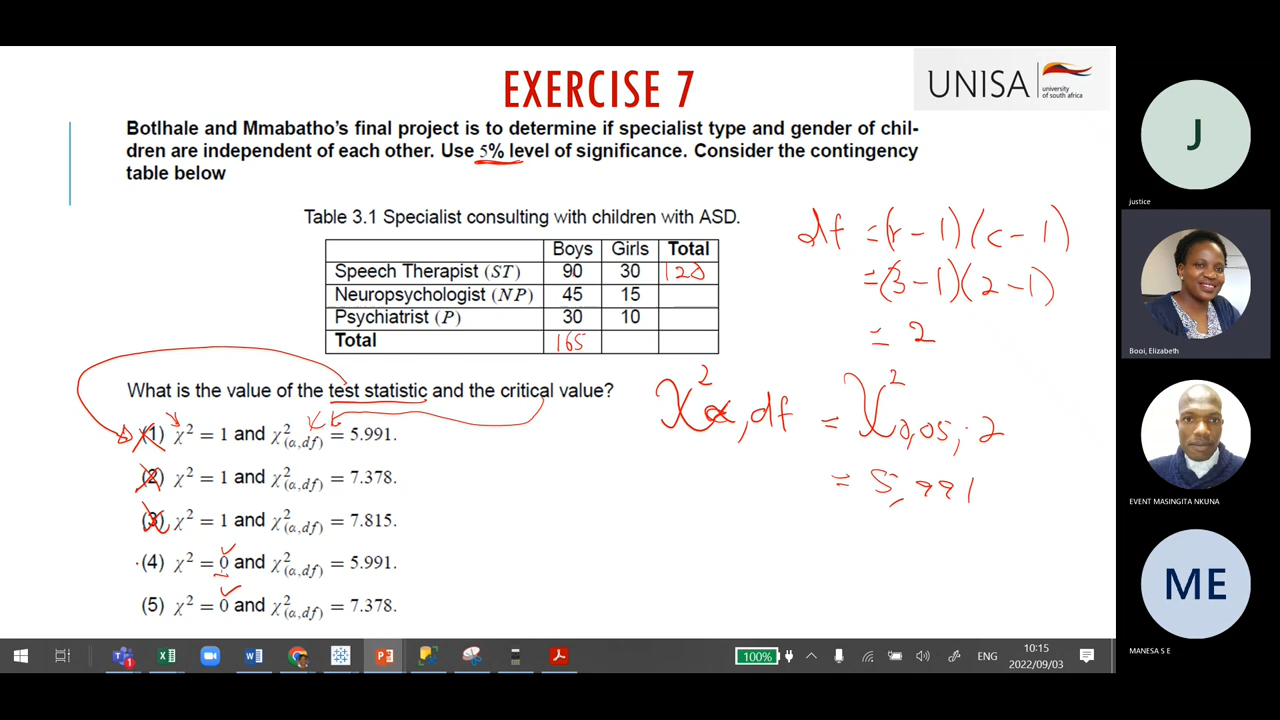 EXERCISE 7
UNISA
university
of south africa
Botlhale and Mmabatho's final project is to determine if specialist type and gender of chil-
dren are independent of each other. Use 5% level of significance. Consider the contingency
table below
Table 3.1 Specialist consulting with children with ASD.
Boys Girls Total
Speech Therapist (ST) 90 30 120
Neuropsychologist (NP) 45 15
Psychiatrist (P) 30 10
Total 165
df = (r - 1)(c - 1)
= (3 - 1)(2 - 1)
= 2
What is the value of the test statistic and the critical value?
(1) χ² = 1 and χ²(α,df) = 5.991.
(2) χ² = 1 and χ²(α,df) = 7.378.
(3) χ² = 1 and χ²(α,df) = 7.815.
(4) χ² = 0 and χ²(α,df) = 5.991.
(5) χ² = 0 and χ²(α,df) = 7.378.
χ²α,df = χ²0,05; 2
= 5,991
J
justice
Booi, Elizabeth
EVENT MASINGITA NKUNA
ME
MANESA S E
100%
ENG
10:15
2022/09/03